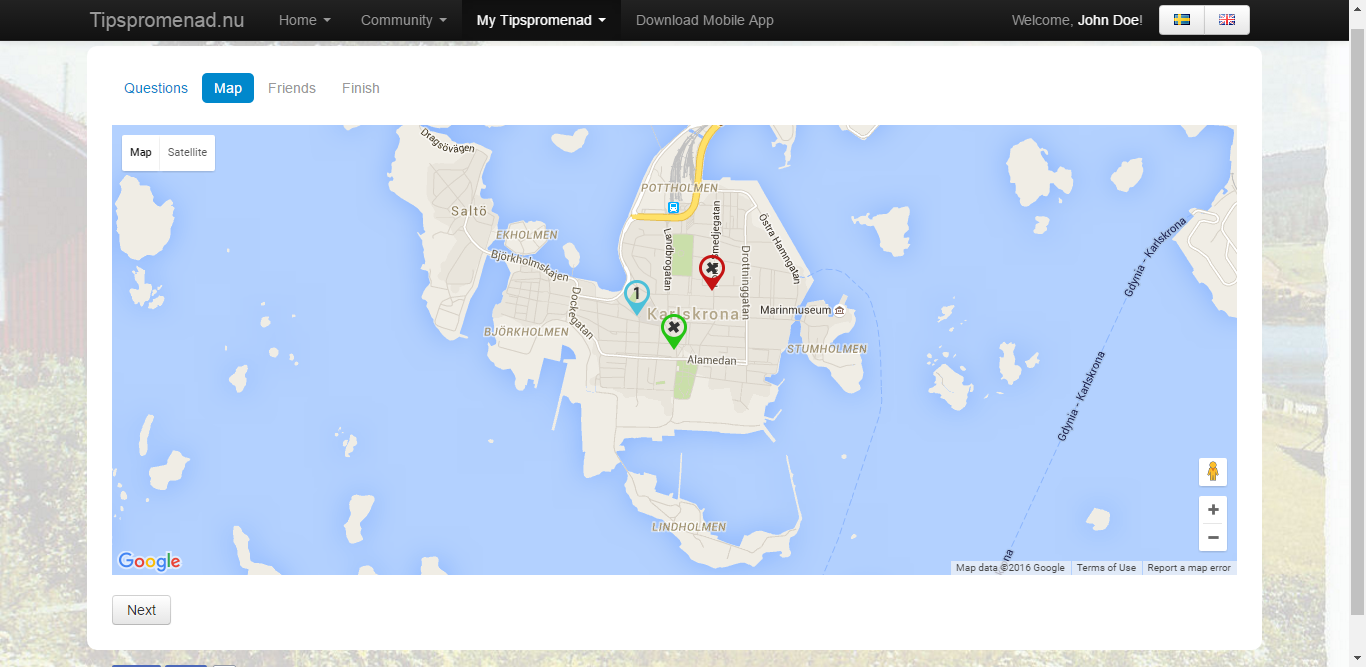 Tipspromenad.nu Home Community My Tipspromenad Download Mobile App Welcome, John Doe!
Questions Map Friends Finish
Map Satellite
Dragsövägen
POTTHOLMEN
Saltö
EKHOLMEN
Landbrogatan
smedjegatan
Östra Hamngatan
Drottninggatan
Björkholmskajen
Dockegatan
1
Karlskrona
Marinmuseum
BJÖRKHOLMEN
STUMHOLMEN
Alamedan
Gdynia - Karlskrona
Gdynia - Karlskrona
LINDHOLMEN
na
+
−
Google
Map data ©2016 Google Terms of Use Report a map error
Next